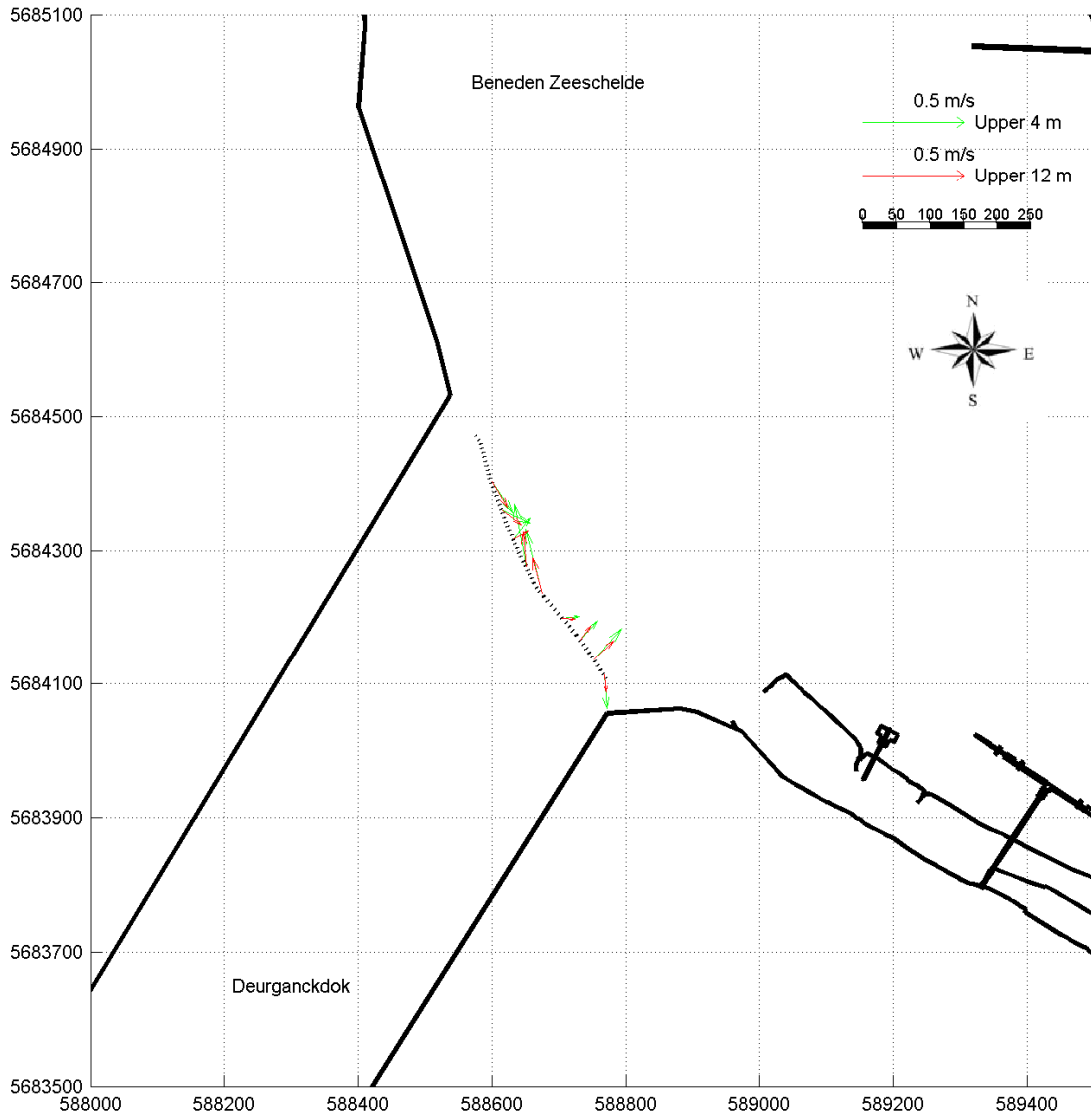 5685100
Beneden Zeeschelde
0.5 m/s
Upper 4 m
5684900
0.5 m/s
Upper 12 m
0 50 100 150 200 250
5684700
N
W E
S
5684500
5684300
5684100
5683900
5683700
Deurganckdok
5683500
588000 588200 588400 588600 588800 589000 589200 589400